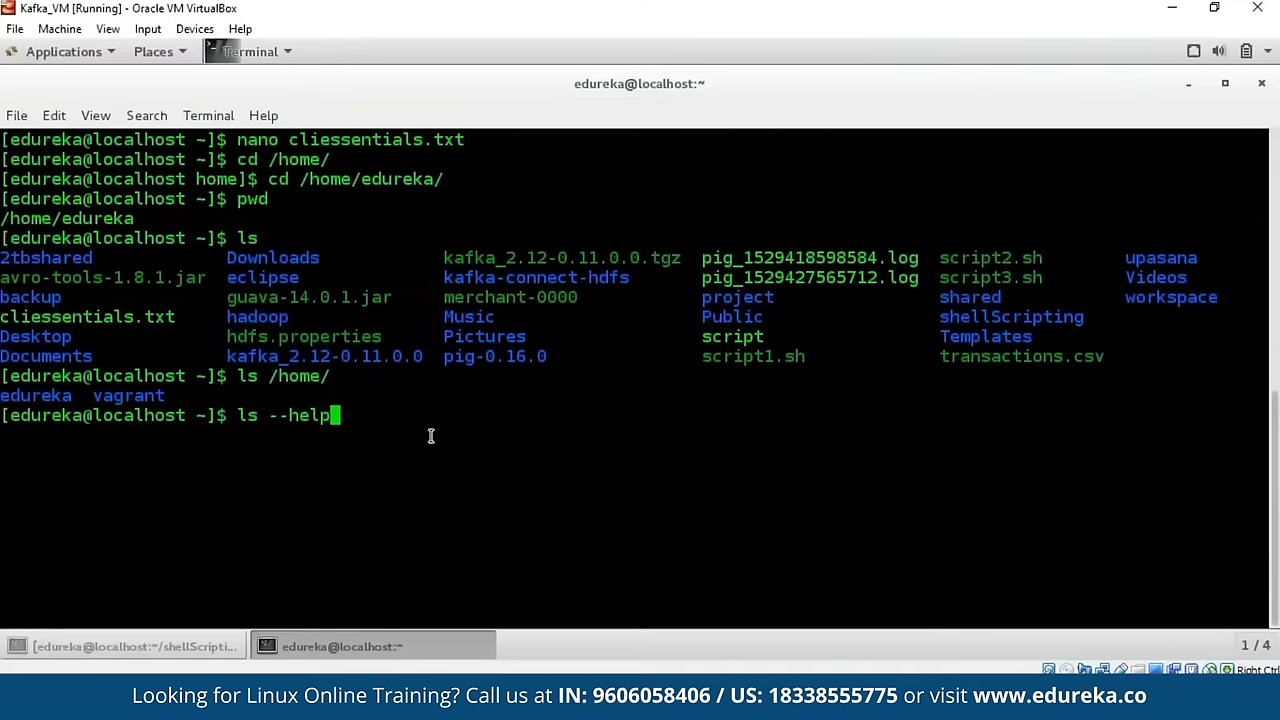 Kafka_VM [Running] - Oracle VM VirtualBox
File Machine View Input Devices Help
Applications Places Terminal
edureka@localhost:~
File Edit View Search Terminal Help
[edureka@localhost ~]$ nano cliessentials.txt
[edureka@localhost ~]$ cd /home/
[edureka@localhost home]$ cd /home/edureka/
[edureka@localhost ~]$ pwd
/home/edureka
[edureka@localhost ~]$ ls
2tbshared Downloads kafka_2.12-0.11.0.0.tgz pig_1529418598584.log script2.sh upasana
avro-tools-1.8.1.jar eclipse kafka-connect-hdfs pig_1529427565712.log script3.sh Videos
backup guava-14.0.1.jar merchant-0000 project shared workspace
cliessentials.txt hadoop Music Public shellScripting
Desktop hdfs.properties Pictures script Templates
Documents kafka_2.12-0.11.0.0 pig-0.16.0 script1.sh transactions.csv
[edureka@localhost ~]$ ls /home/
edureka vagrant
[edureka@localhost ~]$ ls --help
[edureka@localhost:~/shellScripti... edureka@localhost:~ 1 / 4
Right Ctrl
Looking for Linux Online Training? Call us at IN: 9606058406 / US: 18338555775 or visit www.edureka.co